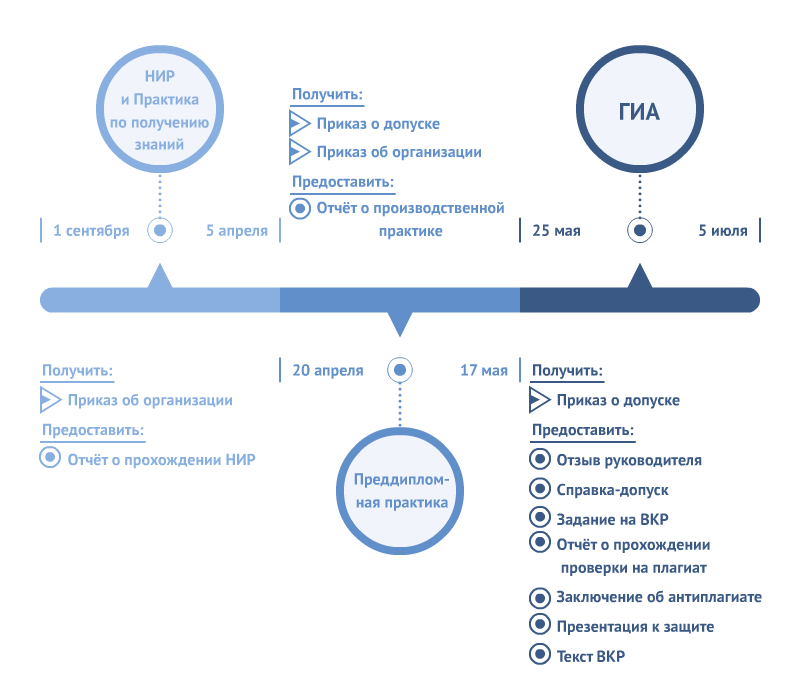 НИР
и Практика
по получению
знаний
1 сентября
5 апреля
Получить:
Приказ о допуске
Приказ об организации
Предоставить:
Отчёт о производственной
практике
ГИА
25 мая
5 июля
Получить:
Приказ об организации
Предоставить:
Отчёт о прохождении НИР
20 апреля
17 мая
Преддиплом-
ная практика
Получить:
Приказ о допуске
Предоставить:
Отзыв руководителя
Справка-допуск
Задание на ВКР
Отчёт о прохождении
проверки на плагиат
Заключение об антиплагиате
Презентация к защите
Текст ВКР